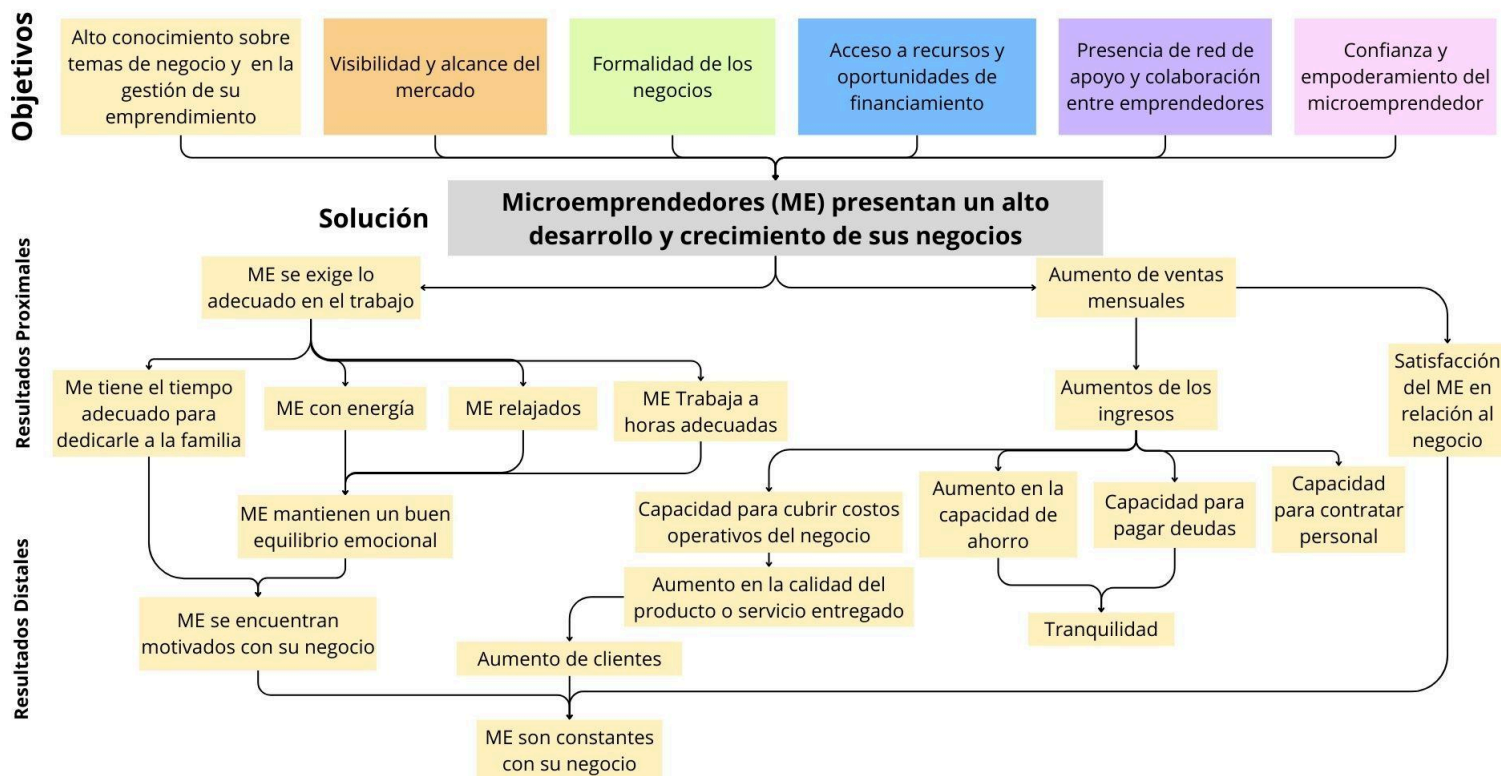 Objetivos
Alto conocimiento sobre
temas de negocio y en la
gestión de su
emprendimiento
Visibilidad y alcance del
mercado
Formalidad de los
negocios
Acceso a recursos y
oportunidades de
financiamiento
Presencia de red de
apoyo y colaboración
entre emprendedores
Confianza y
empoderamiento del
microemprendedor
Solución
Microemprendedores (ME) presentan un alto
desarrollo y crecimiento de sus negocios
Resultados Proximales
ME se exige lo
adecuado en el trabajo
Aumento de ventas
mensuales
Me tiene el tiempo
adecuado para
dedicarle a la familia
ME con energía
ME relajados
ME Trabaja a
horas adecuadas
Aumentos de los
ingresos
Satisfacción
del ME en
relación al
negocio
Resultados Distales
ME mantienen un buen
equilibrio emocional
Capacidad para cubrir costos
operativos del negocio
Aumento en la
capacidad de
ahorro
Capacidad para
pagar deudas
Capacidad
para contratar
personal
ME se encuentran
motivados con su negocio
Aumento en la calidad del
producto o servicio entregado
Tranquilidad
Aumento de clientes
ME son constantes
con su negocio